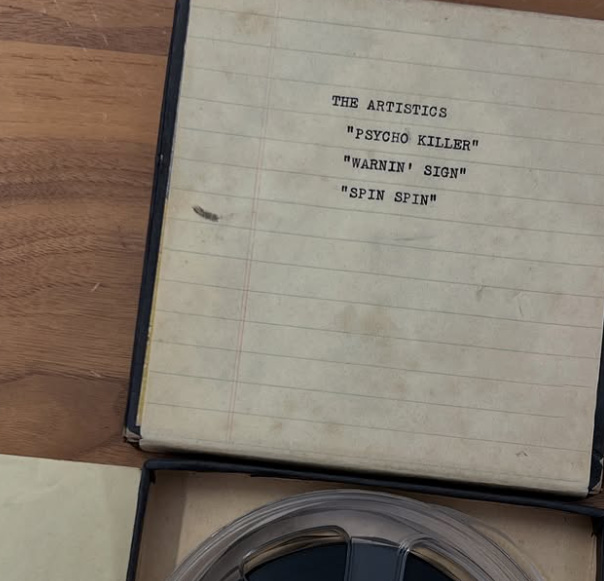 THE ARTISTICS
"PSYCHO KILLER"
"WARNIN' SIGN"
"SPIN SPIN"